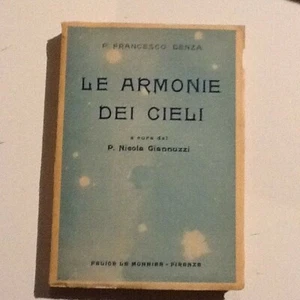 P. FRANCESCO DENZA
LE ARMONIE
DEI CIELI
a cura del
P. Nicola Giannuzzi
FELICE LE MONNIER - FIRENZE